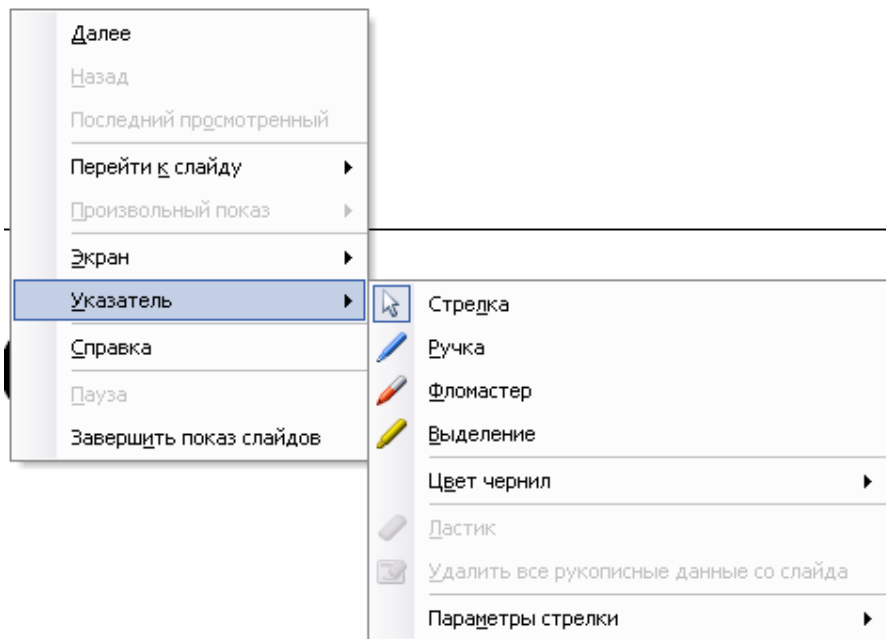 Далее
Назад
Последний просмотренный
Перейти к слайду
Произвольный показ
Экран
Указатель
Справка
Пауза
Завершить показ слайдов
Стрелка
Ручка
Фломастер
Выделение
Цвет чернил
Ластик
Удалить все рукописные данные со слайда
Параметры стрелки